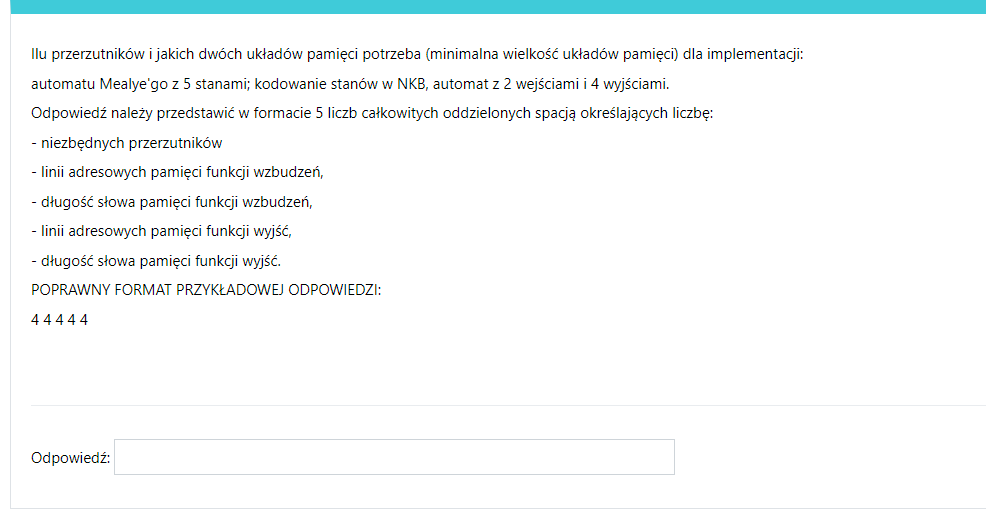 Ilu przerzutników i jakich dwóch układów pamięci potrzeba (minimalna wielkość układów pamięci) dla implementacji:
automatu Mealye'go z 5 stanami; kodowanie stanów w NKB, automat z 2 wejściami i 4 wyjściami.
Odpowiedź należy przedstawić w formacie 5 liczb całkowitych oddzielonych spacją określających liczbę:
- niezbędnych przerzutników
- linii adresowych pamięci funkcji wzbudzeń,
- długość słowa pamięci funkcji wzbudzeń,
- linii adresowych pamięci funkcji wyjść,
- długość słowa pamięci funkcji wyjść.
POPRAWNY FORMAT PRZYKŁADOWEJ ODPOWIEDZI:
4 4 4 4 4
Odpowiedź: